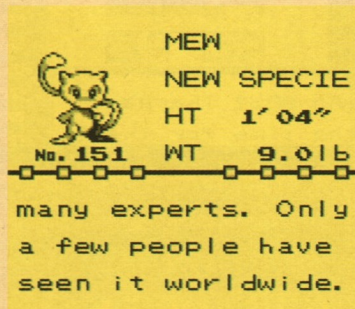 MEW
NEW SPECIE
HT 1'04"
No.151 WT 9.0lb
many experts. Only
a few people have
seen it worldwide.